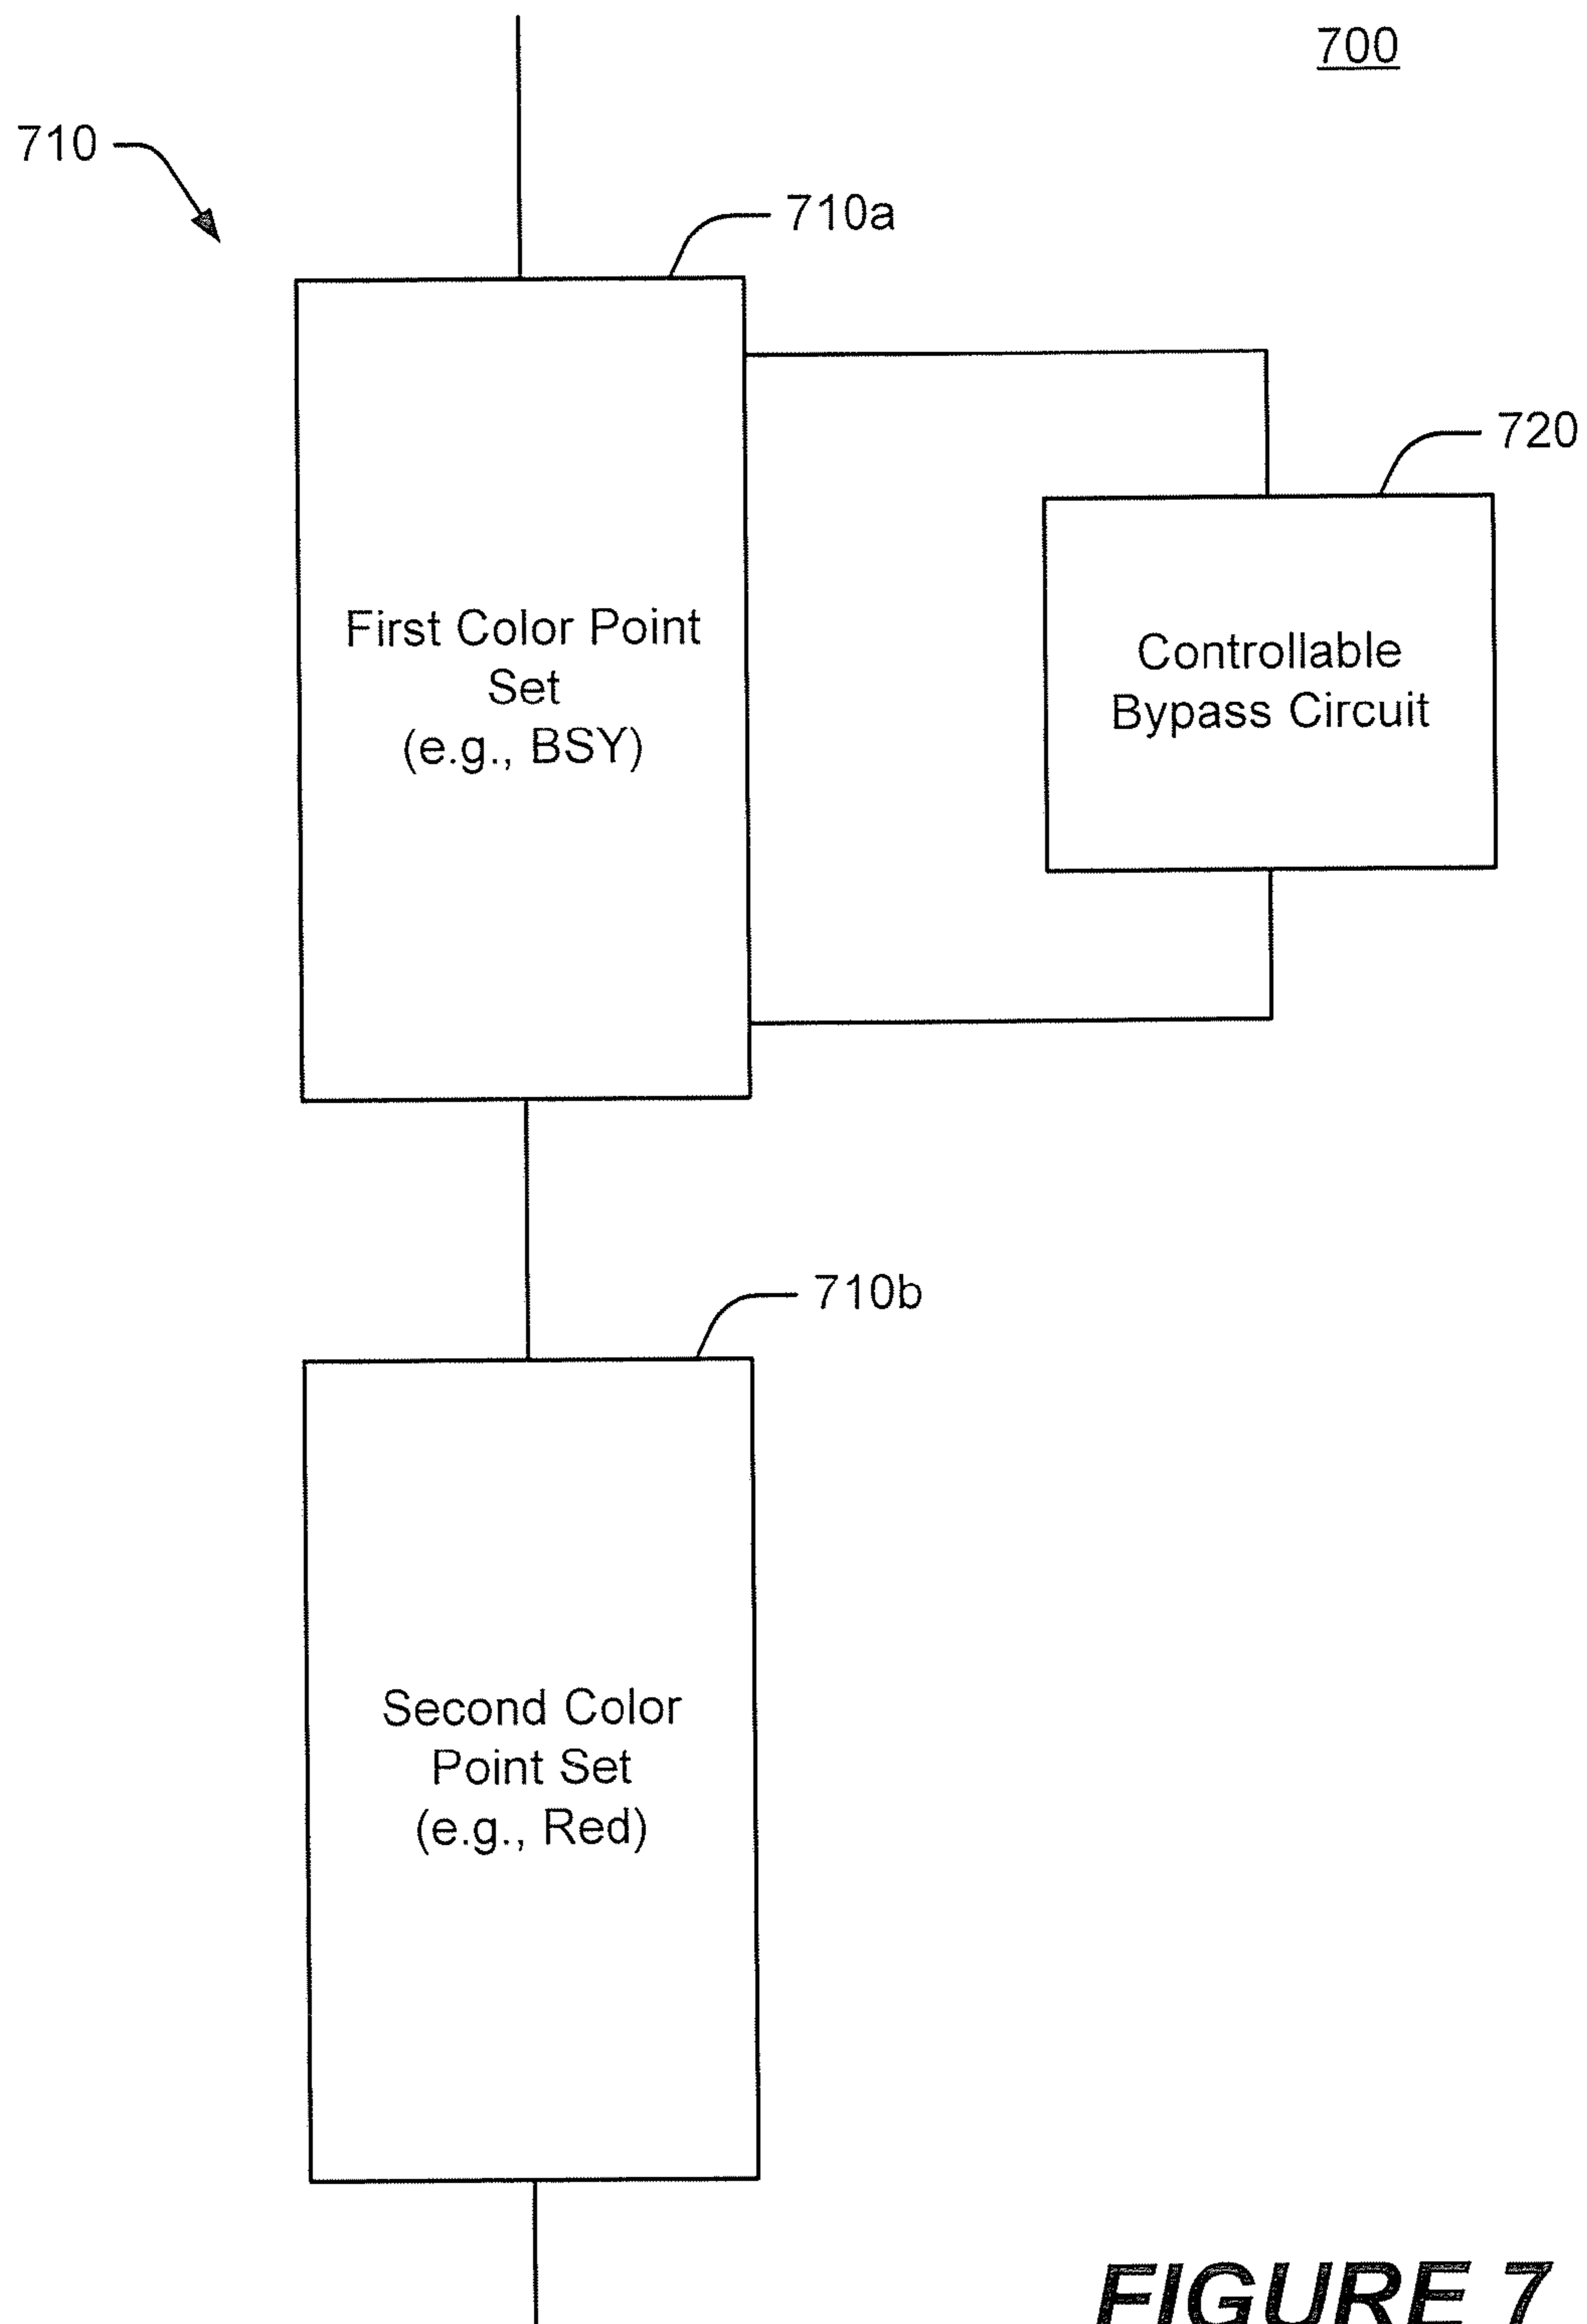 700
710
710a
720
First Color Point
Set
(e.g., BSY)
Controllable
Bypass Circuit
710b
Second Color
Point Set
(e.g., Red)
FIGURE 7